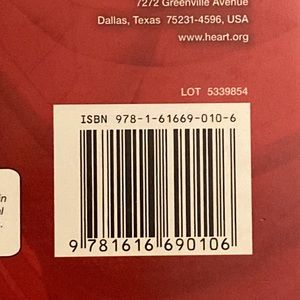 7272 Greenville Avenue
Dallas, Texas 75231-4596, USA
www.heart.org
LOT 5339854
ISBN 978-1-61669-010-6
in
9 781616 690106